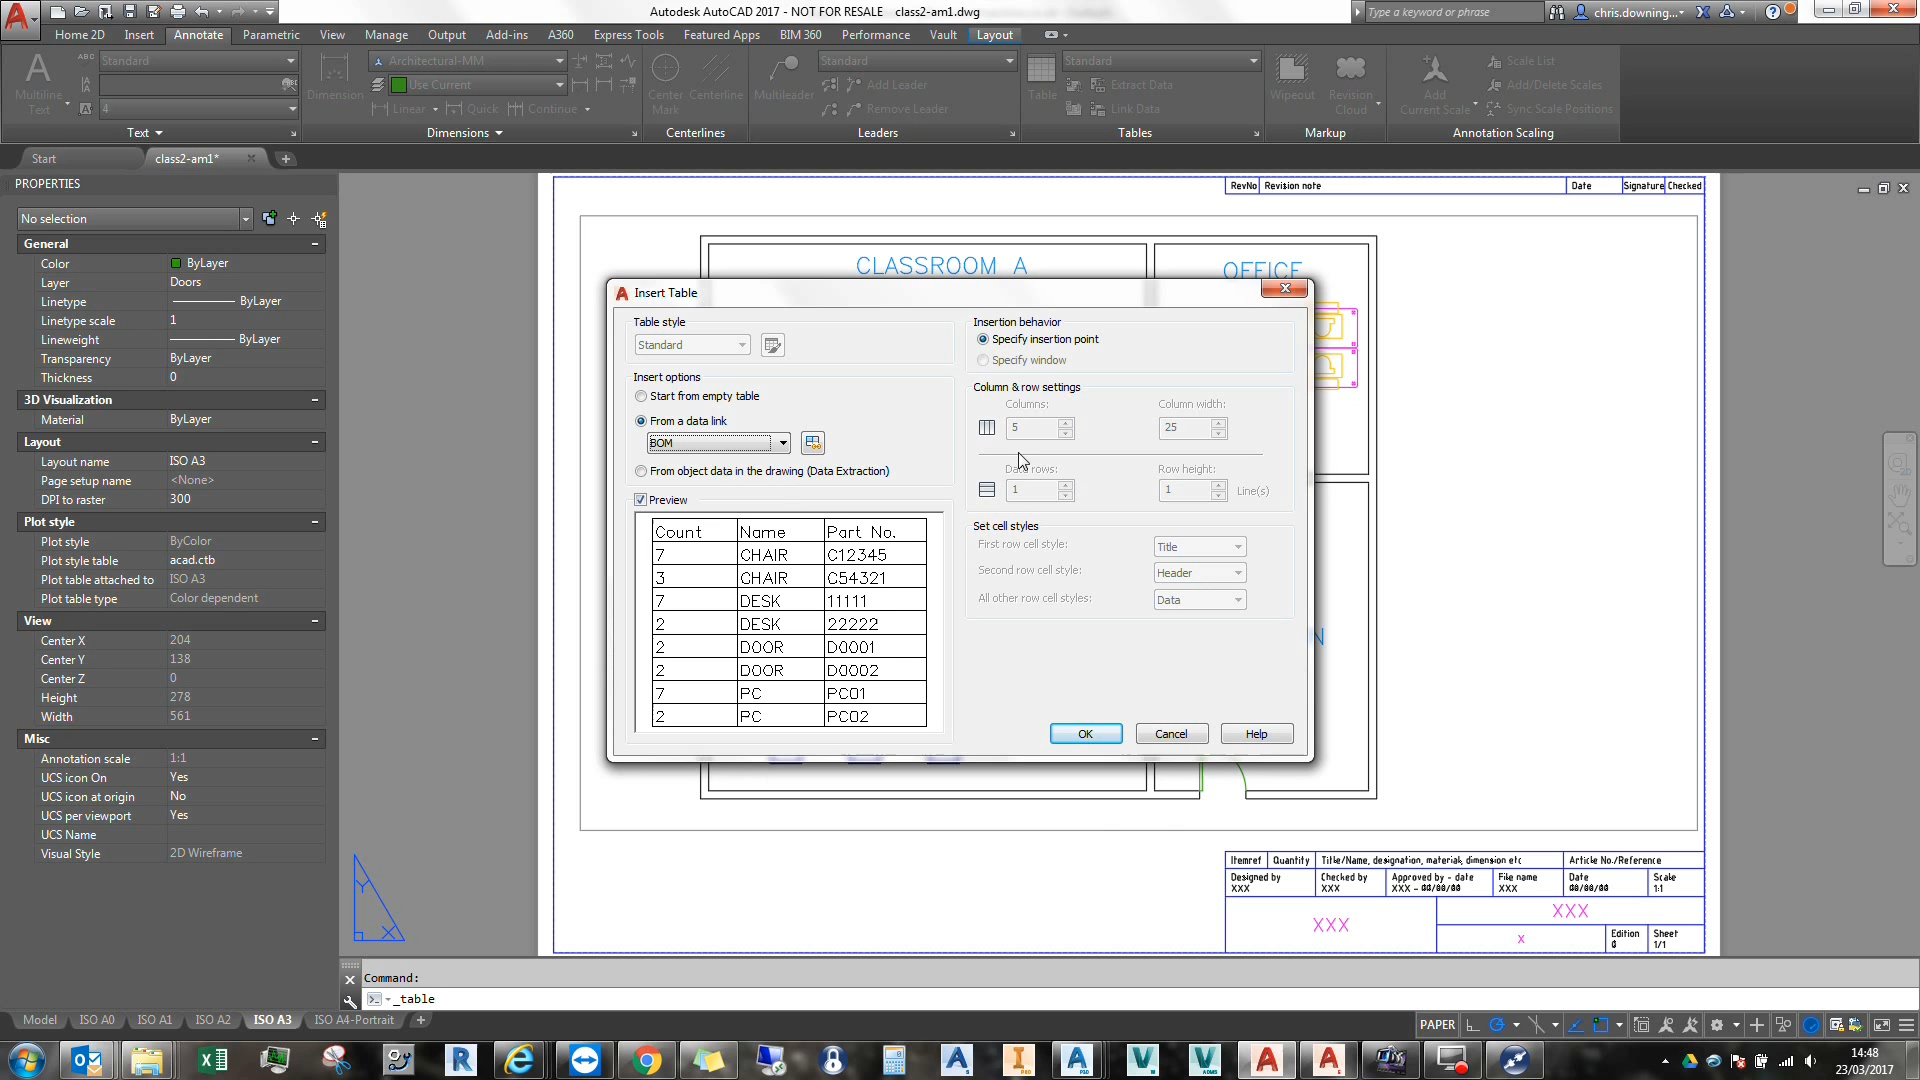 Autodesk AutoCAD 2017 - NOT FOR RESALE class2-am1.dwg
Type a keyword or phrase
chris.downing...
Home 2D Insert Annotate Parametric View Manage Output Add-ins A360 Express Tools Featured Apps BIM 360 Performance Vault Layout
Multiline Text
ABC
Standard
4
Text
Dimension
Architectural-MM
Use Current
Linear Quick Continue
Dimensions
Center Mark
Centerline
Centerlines
Multileader
Standard
Add Leader
Remove Leader
Leaders
Table
Standard
Extract Data
Link Data
Tables
Wipeout
Revision Cloud
Markup
Add Current Scale
Scale List
Add/Delete Scales
Sync Scale Positions
Annotation Scaling
Start
class2-am1*
PROPERTIES
No selection
General
Color ByLayer
Layer Doors
Linetype ByLayer
Linetype scale 1
Lineweight ByLayer
Transparency ByLayer
Thickness 0
3D Visualization
Material ByLayer
Layout
Layout name ISO A3
Page setup name <None>
DPI to raster 300
Plot style
Plot style ByColor
Plot style table acad.ctb
Plot table attached to ISO A3
Plot table type Color dependent
View
Center X 204
Center Y 138
Center Z 0
Height 278
Width 561
Misc
Annotation scale 1:1
UCS icon On Yes
UCS icon at origin No
UCS per viewport Yes
UCS Name
Visual Style 2D Wireframe
RevNo Revision note Date Signature Checked
CLASSROOM A
OFFICE
Insert Table
Table style
Standard
Insert options
Start from empty table
From a data link
BOM
From object data in the drawing (Data Extraction)
Preview
Count Name Part No.
7 CHAIR C12345
3 CHAIR C54321
7 DESK 11111
2 DESK 22222
2 DOOR D0001
2 DOOR D0002
7 PC PC01
2 PC PC02
Insertion behavior
Specify insertion point
Specify window
Column & row settings
Columns: Column width:
5 25
Data rows: Row height:
1 1 Line(s)
Set cell styles
First row cell style: Title
Second row cell style: Header
All other row cell styles: Data
OK Cancel Help
N
Itemref Quantity Title/Name, designation, material, dimension etc Article No./Reference
Designed by Checked by Approved by - date File name Date Scale
XXX XXX XXX - 00/00/00 XXX 00/00/00 1:1
XXX XXX
X Edition Sheet
0 1/1
Y
X
Command:
_table
Model ISO A0 ISO A1 ISO A2 ISO A3 ISO A4-Portrait
PAPER
14:48
23/03/2017